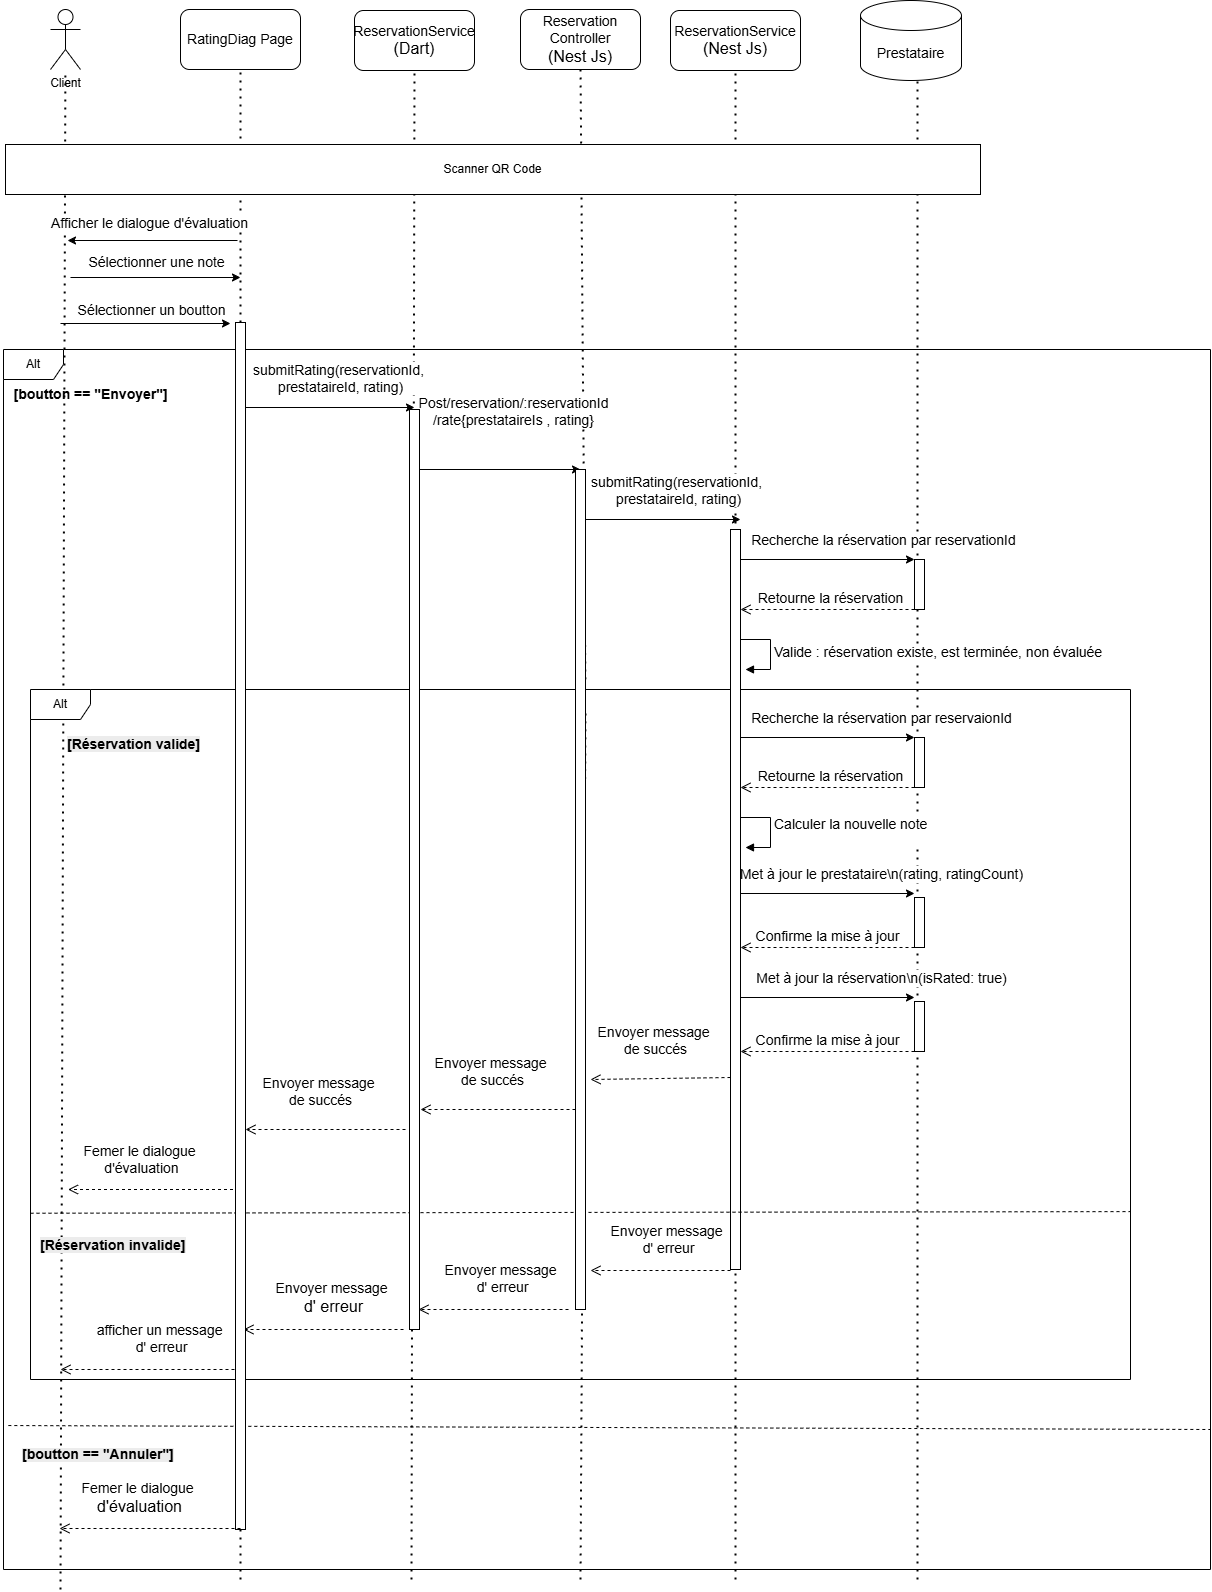 Client
RatingDiag Page
ReservationService
(Dart)
Reservation
Controller
(Nest Js)
ReservationService
(Nest Js)
Prestataire
Scanner QR Code
Afficher le dialogue d'évaluation
Sélectionner une note
Sélectionner un boutton
Alt
[boutton == "Envoyer"]
submitRating(reservationId,
prestataireId, rating)
Post/reservation/:reservationId
/rate{prestataireIs , rating}
submitRating(reservationId,
prestataireId, rating)
Recherche la réservation par reservationId
Retourne la réservation
Valide : réservation existe, est terminée, non évaluée
Alt
[Réservation valide]
Recherche la réservation par reservaionId
Retourne la réservation
Calculer la nouvelle note
Met à jour le prestataire\n(rating, ratingCount)
Confirme la mise à jour
Met à jour la réservation\n(isRated: true)
Confirme la mise à jour
Envoyer message
de succés
Envoyer message
de succés
Envoyer message
de succés
Femer le dialogue
d'évaluation
[Réservation invalide]
Envoyer message
d' erreur
Envoyer message
d' erreur
Envoyer message
d' erreur
afficher un message
d' erreur
[boutton == "Annuler"]
Femer le dialogue
d'évaluation